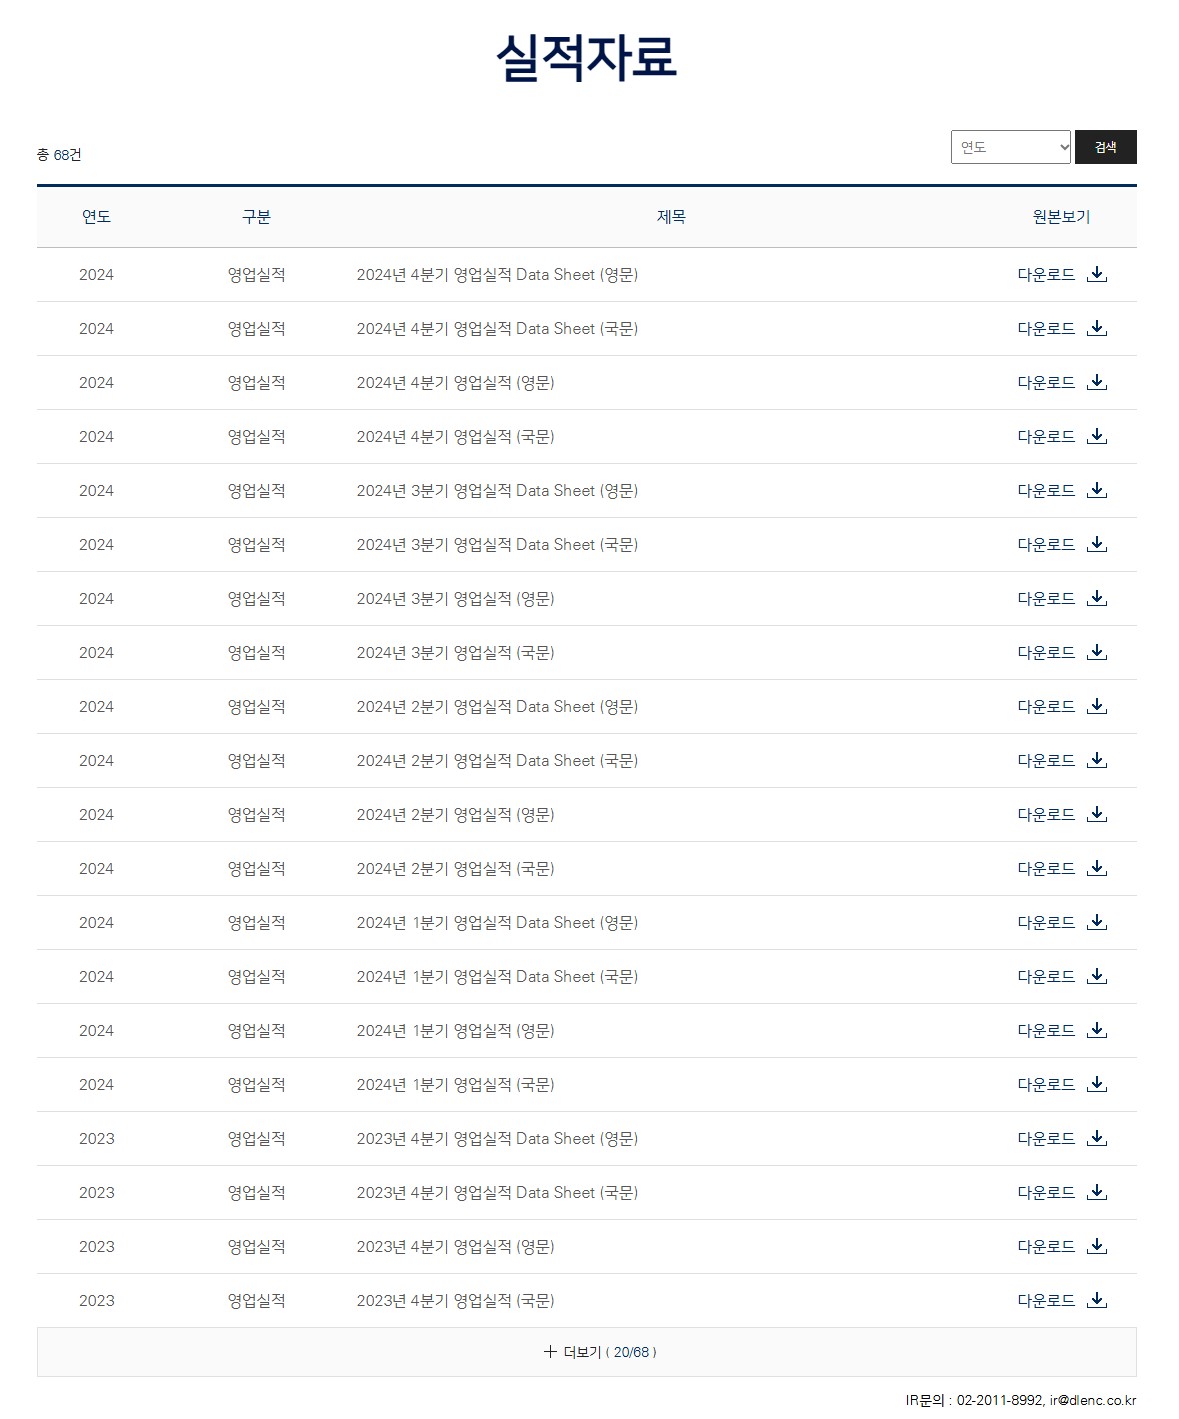 실적자료
총 68건
연도 검색
연도 구분 제목 원본보기
2024 영업실적 2024년 4분기 영업실적 Data Sheet (영문) 다운로드
2024 영업실적 2024년 4분기 영업실적 Data Sheet (국문) 다운로드
2024 영업실적 2024년 4분기 영업실적 (영문) 다운로드
2024 영업실적 2024년 4분기 영업실적 (국문) 다운로드
2024 영업실적 2024년 3분기 영업실적 Data Sheet (영문) 다운로드
2024 영업실적 2024년 3분기 영업실적 Data Sheet (국문) 다운로드
2024 영업실적 2024년 3분기 영업실적 (영문) 다운로드
2024 영업실적 2024년 3분기 영업실적 (국문) 다운로드
2024 영업실적 2024년 2분기 영업실적 Data Sheet (영문) 다운로드
2024 영업실적 2024년 2분기 영업실적 Data Sheet (국문) 다운로드
2024 영업실적 2024년 2분기 영업실적 (영문) 다운로드
2024 영업실적 2024년 2분기 영업실적 (국문) 다운로드
2024 영업실적 2024년 1분기 영업실적 Data Sheet (영문) 다운로드
2024 영업실적 2024년 1분기 영업실적 Data Sheet (국문) 다운로드
2024 영업실적 2024년 1분기 영업실적 (영문) 다운로드
2024 영업실적 2024년 1분기 영업실적 (국문) 다운로드
2023 영업실적 2023년 4분기 영업실적 Data Sheet (영문) 다운로드
2023 영업실적 2023년 4분기 영업실적 Data Sheet (국문) 다운로드
2023 영업실적 2023년 4분기 영업실적 (영문) 다운로드
2023 영업실적 2023년 4분기 영업실적 (국문) 다운로드
+ 더보기 ( 20/68 )
IR문의 : 02-2011-8992, ir@dlenc.co.kr